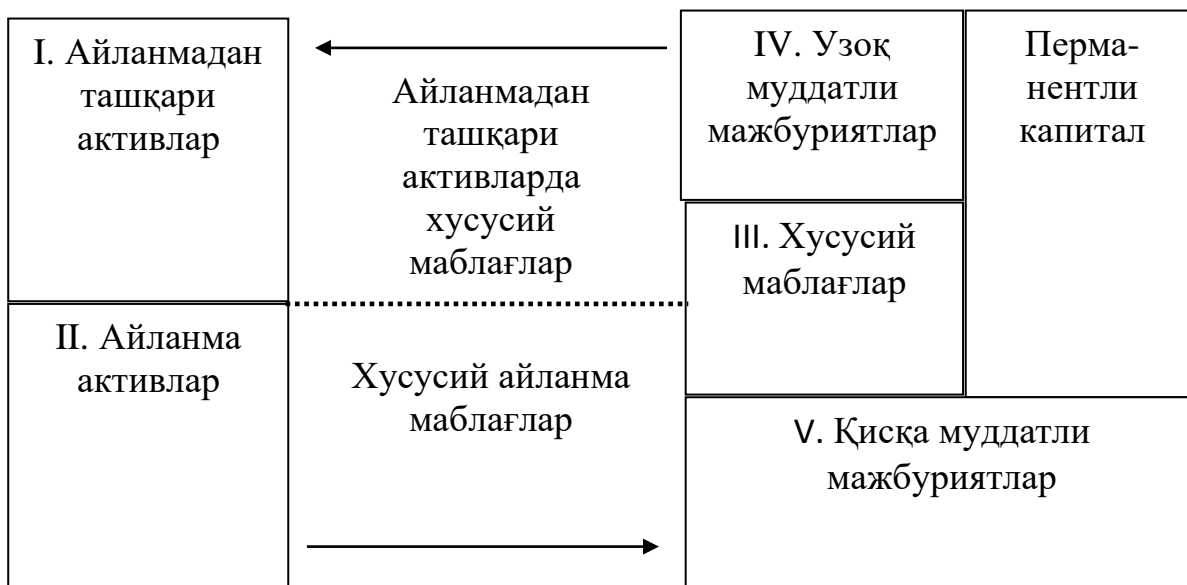 I. Айланмадан
ташқари
активлар
Айланмадан
ташқари
активларда
хусусий
маблағлар
IV. Узоқ
муддатли
мажбуриятлар
Перма-
нентли
капитал
III. Хусусий
маблағлар
II. Айланма
активлар
Хусусий айланма
маблағлар
V. Қисқа муддатли
мажбуриятлар